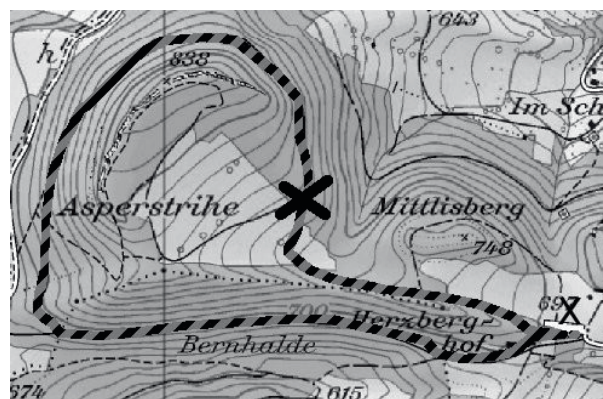 643
h
838
Im Sch
Asperstrihe
Mittlisberg
748
69
X
700
Herzberg-
hof
Bernhalde
674
615